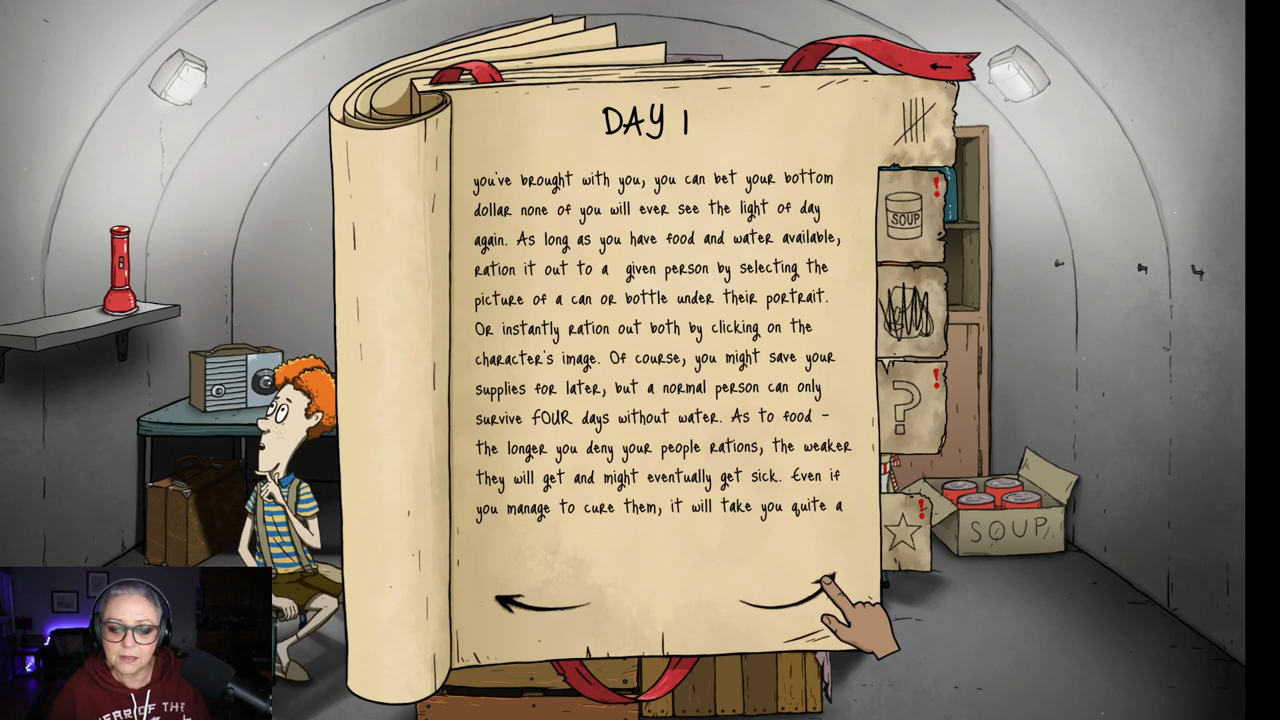 DAY 1
you've brought with you, you can bet your bottom
dollar none of you will ever see the light of day
again. As long as you have food and water available,
ration it out to a given person by selecting the
picture of a can or bottle under their portrait.
Or instantly ration out both by clicking on the
character's image. Of course, you might save your
supplies for later, but a normal person can only
survive FOUR days without water. As to food -
the longer you deny your people rations, the weaker
they will get and might eventually get sick. Even if
you manage to cure them, it will take you quite a
!
SOUP
!
?
!
SOUP